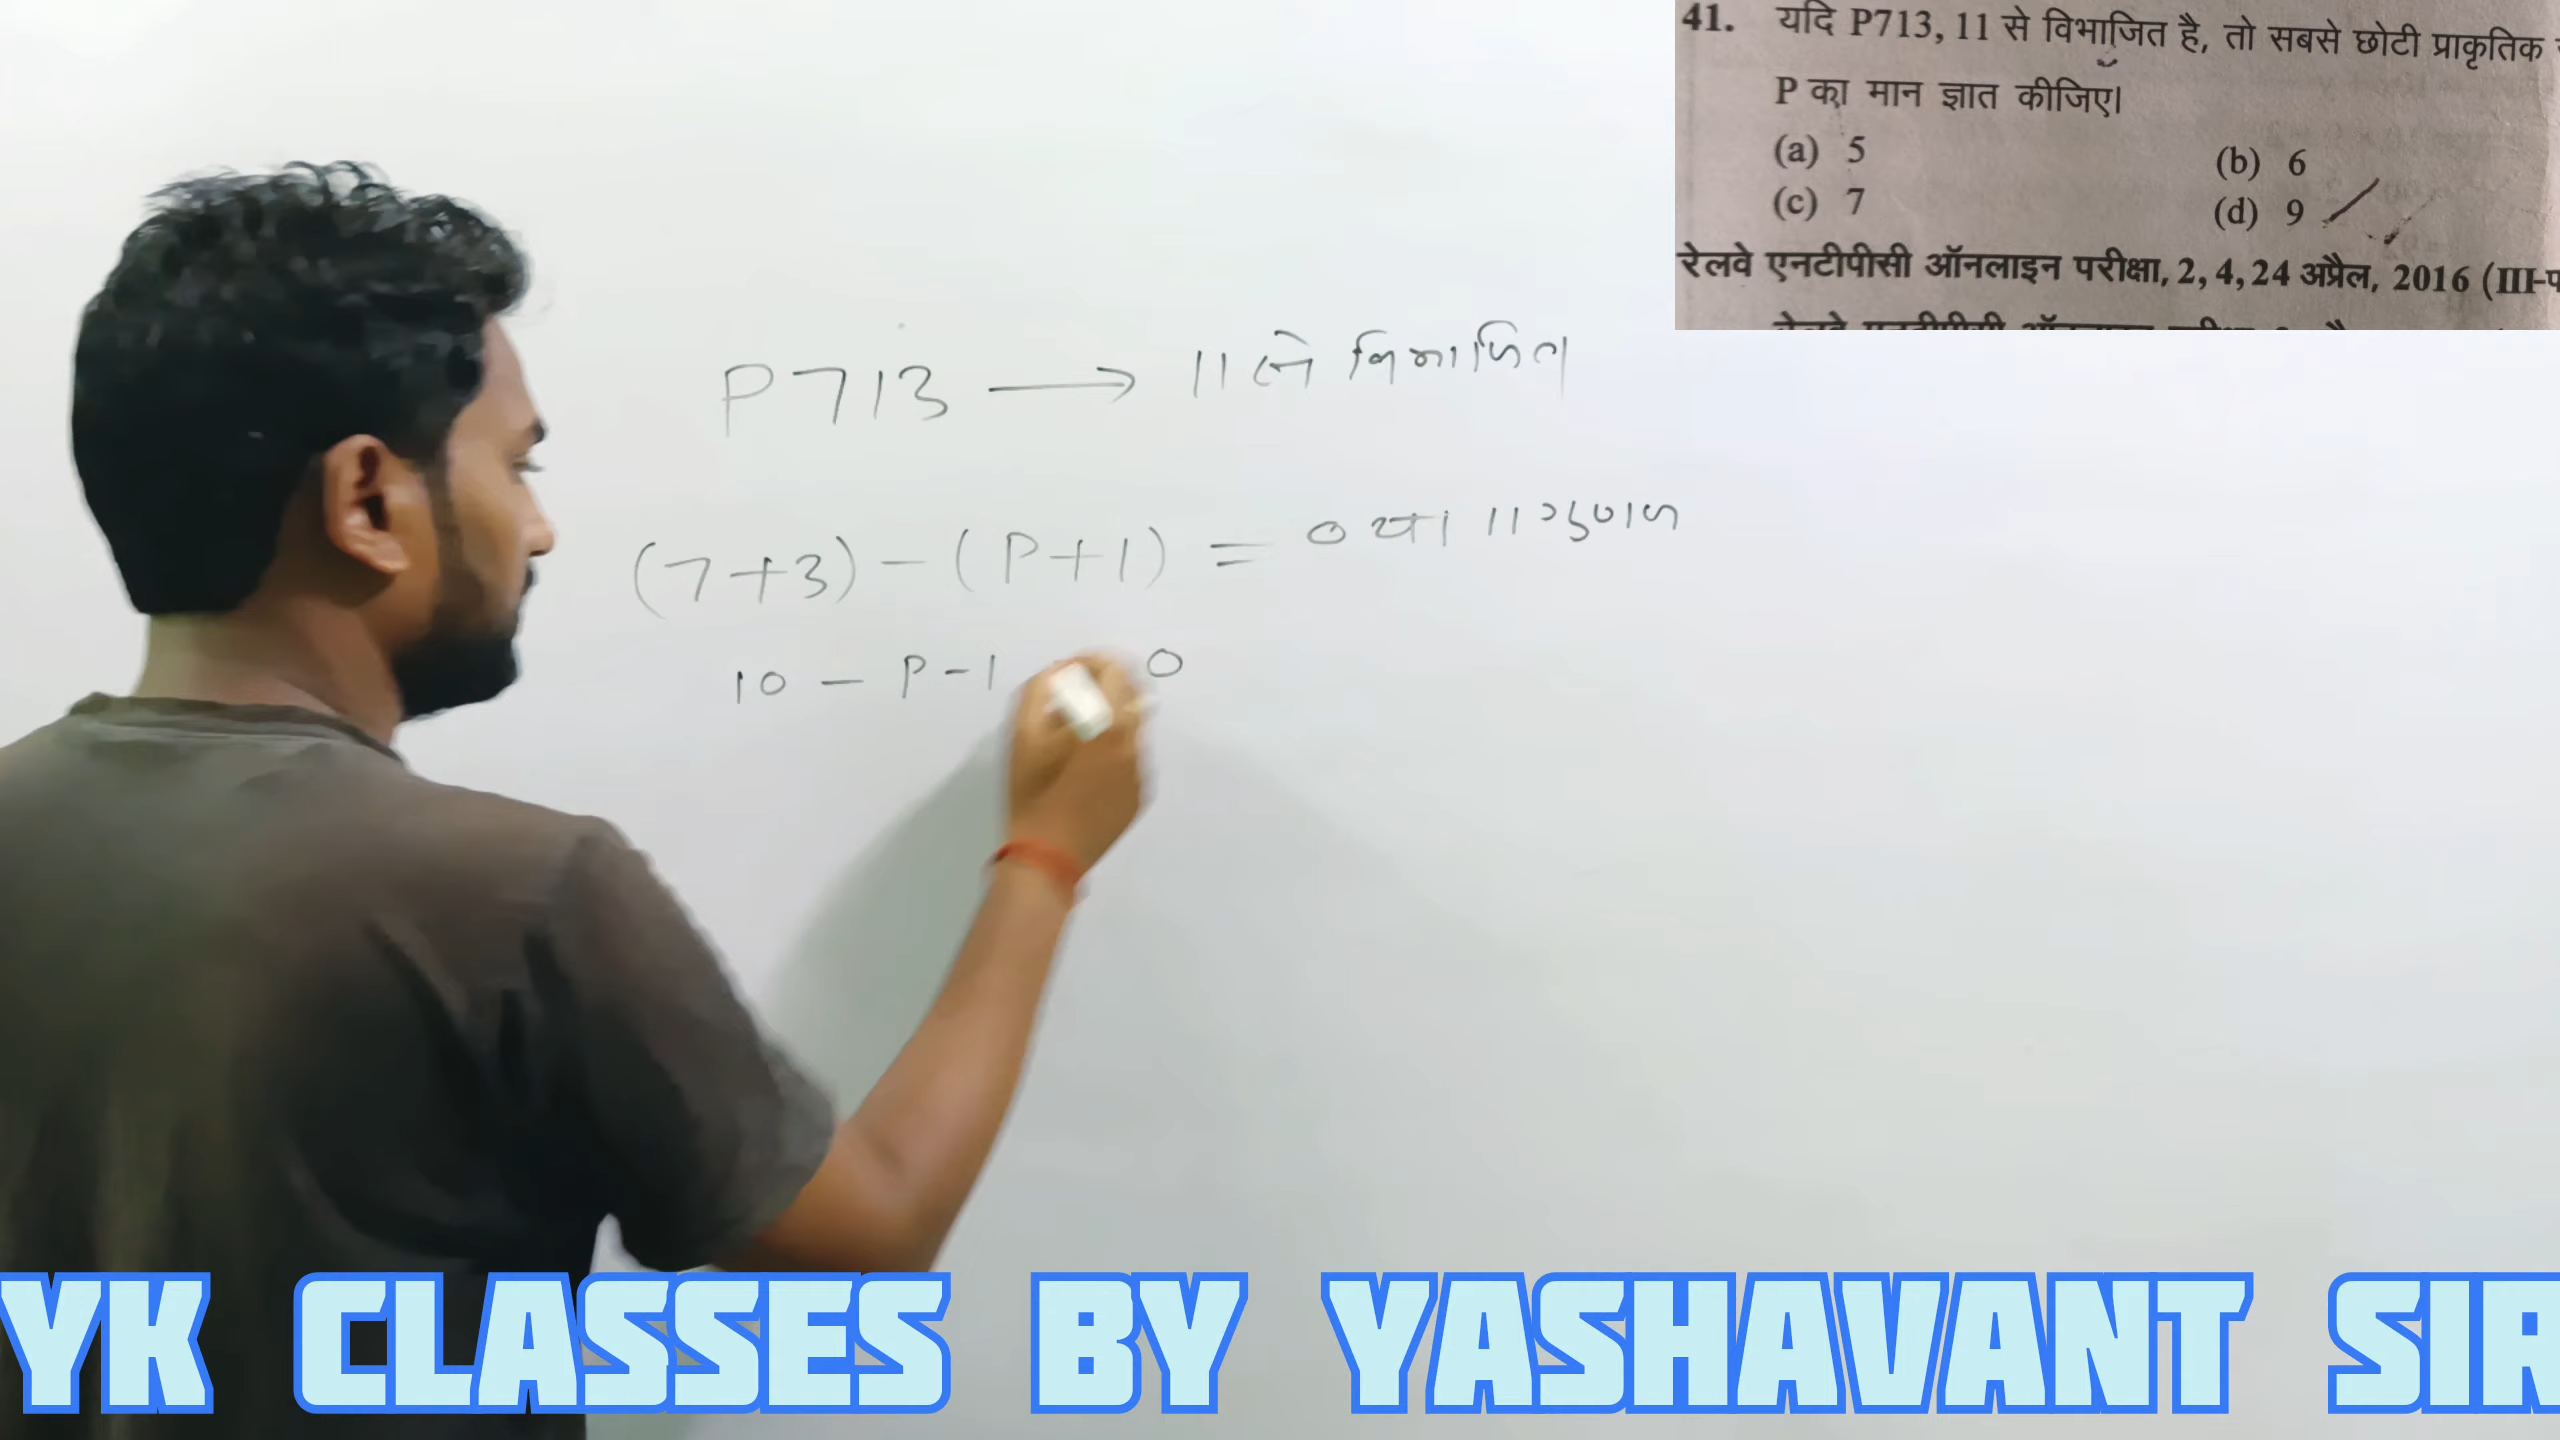 41. यदि P713, 11 से विभाजित है, तो सबसे छोटी प्राकृतिक
P का मान ज्ञात कीजिए।
(a) 5 (b) 6
(c) 7 (d) 9
रेलवे एनटीपीसी ऑनलाइन परीक्षा, 2, 4, 24 अप्रैल, 2016 (III-
P713 → 11 से विभाजित
(7+3) - (P+1) = 0 या 11 गुणज
10 - P - 1 0
YK CLASSES BY YASHAVANT SIR